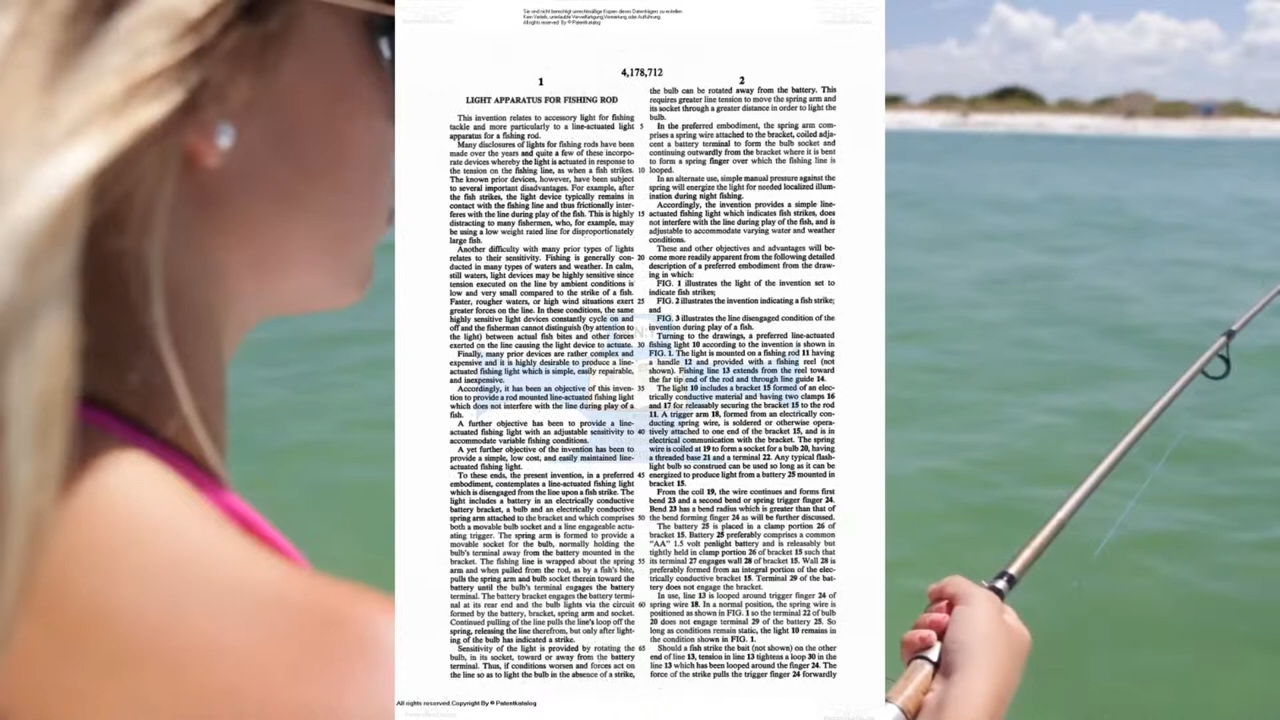 Sie sind nicht berechtigt unrechtmäßige Kopien dieses Datenträgers zu erstellen
Kein Verleih, unerlaubte Vervielfältigung, Vermietung oder Aufführung
All rights reserved. By © Patentkatalog
4,178,712
1
LIGHT APPARATUS FOR FISHING ROD
This invention relates to accessory light for fishing
tackle and more particularly to a line-actuated light 5
apparatus for a fishing rod.
Many disclosures of lights for fishing rods have been
made over the years and quite a few of these incorpo-
rate devices whereby the light is actuated in response to
the tension on the fishing line, as when a fish strikes. 10
The known prior devices, however, have been subject
to several important disadvantages. For example, after
the fish strikes, the light device typically remains in
contact with the fishing line and thus frictionally inter-
feres with the line during play of the fish. This is highly 15
distracting to many fishermen, who, for example, may
be using a low weight rated line for disproportionately
large fish.
Another difficulty with many prior types of lights
relates to their sensitivity. Fishing is generally con- 20
ducted in many types of waters and weather. In calm,
still waters, light devices may be highly sensitive since
tension executed on the line by ambient conditions is
low and very small compared to the strike of a fish.
Faster, rougher waters, or high wind situations exert 25
greater forces on the line. In these conditions, the same
highly sensitive light devices constantly cycle on and
off and the fisherman cannot distinguish (by attention to
the light) between actual fish bites and other forces
exerted on the line causing the light device to actuate. 30
Finally, many prior devices are rather complex and
expensive and it is highly desirable to produce a line-
actuated fishing light which is simple, easily repairable,
and inexpensive.
Accordingly, it has been an objective of this inven- 35
tion to provide a rod mounted line-actuated fishing light
which does not interfere with the line during play of a
fish.
A further objective has been to provide a line-
actuated fishing light with an adjustable sensitivity to 40
accommodate variable fishing conditions.
A yet further objective of the invention has been to
provide a simple, low cost, and easily maintained line-
actuated fishing light.
To these ends, the present invention, in a preferred 45
embodiment, contemplates a line-actuated fishing light
which is disengaged from the line upon a fish strike. The
light includes a battery in an electrically conductive
battery bracket, a bulb and an electrically conductive
spring arm attached to the bracket and which comprises 50
both a movable bulb socket and a line engageable actu-
ating trigger. The spring arm is formed to provide a
movable socket for the bulb, normally holding the
bulb's terminal away from the battery mounted in the
bracket. The fishing line is wrapped about the spring 55
arm and when pulled from the rod, as by a fish's bite,
pulls the spring arm and bulb socket therein toward the
battery until the bulb's terminal engages the battery
terminal. The battery bracket engages the battery termi-
nal at its rear end and the bulb lights via the circuit 60
formed by the battery, bracket, spring arm and socket.
Continued pulling of the line pulls the line's loop off the
spring, releasing the line therefrom, but only after light-
ing of the bulb has indicated a strike.
Sensitivity of the light is provided by rotating the 65
bulb, in its socket, toward or away from the battery
terminal. Thus, if conditions worsen and forces act on
the line so as to light the bulb in the absence of a strike,
2
the bulb can be rotated away from the battery. This
requires greater line tension to move the spring arm and
its socket through a greater distance in order to light the
bulb.
In the preferred embodiment, the spring arm com-
prises a spring wire attached to the bracket, coiled adja-
cent a battery terminal to form the bulb socket and
continuing outwardly from the bracket where it is bent
to form a spring finger over which the fishing line is
looped.
In an alternate use, simple manual pressure against the
spring will energize the light for needed localized illum-
ination during night fishing.
Accordingly, the invention provides a simple line-
actuated fishing light which indicates fish strikes, does
not interfere with the line during play of the fish, and is
adjustable to accommodate varying water and weather
conditions.
These and other objectives and advantages will be-
come more readily apparent from the following detailed
description of a preferred embodiment from the draw-
ing in which:
FIG. 1 illustrates the light of the invention set to
indicate fish strikes;
FIG. 2 illustrates the invention indicating a fish strike;
and
FIG. 3 illustrates the line disengaged condition of the
invention during play of a fish.
Turning to the drawings, a preferred line-actuated
fishing light 10 according to the invention is shown in
FIG. 1. The light is mounted on a fishing rod 11 having
a handle 12 and provided with a fishing reel (not
shown). Fishing line 13 extends from the reel toward
the far tip end of the rod and through line guide 14.
The light 10 includes a bracket 15 formed of an elec-
trically conductive material and having two clamps 16
and 17 for releasably securing the bracket 15 to the rod
11. A trigger arm 18, formed from an electrically con-
ducting spring wire, is soldered or otherwise opera-
tively attached to one end of the bracket 15, and is in
electrical communication with the bracket. The spring
wire is coiled at 19 to form a socket for a bulb 20, having
a threaded base 21 and a terminal 22. Any typical flash-
light bulb so construed can be used so long as it can be
energized to produce light from a battery 25 mounted in
bracket 15.
From the coil 19, the wire continues and forms first
bend 23 and a second bend or spring trigger finger 24.
Bend 23 has a bend radius which is greater than that of
the bend forming finger 24 as will be further discussed.
The battery 25 is placed in a clamp portion 26 of
bracket 15. Battery 25 preferably comprises a common
"AA" 1.5 volt penlight battery and is releasably but
tightly held in clamp portion 26 of bracket 15 such that
its terminal 27 engages wall 28 of bracket 15. Wall 28 is
preferably formed from an integral portion of the elec-
trically conductive bracket 15. Terminal 29 of the bat-
tery does not engage the bracket.
In use, line 13 is looped around trigger finger 24 of
spring wire 18. In a normal position, the spring wire is
positioned as shown in FIG. 1 so the terminal 22 of bulb
20 does not engage terminal 29 of the battery 25. So
long as conditions remain static, the light 10 remains in
the condition shown in FIG. 1.
Should a fish strike the bait (not shown) on the other
end of line 13, tension in line 13 tightens a loop 30 in the
line 13 which has been looped around the finger 24. The
force of the strike pulls the trigger finger 24 forwardly
All rights reserved.Copyright By © Patentkatalog